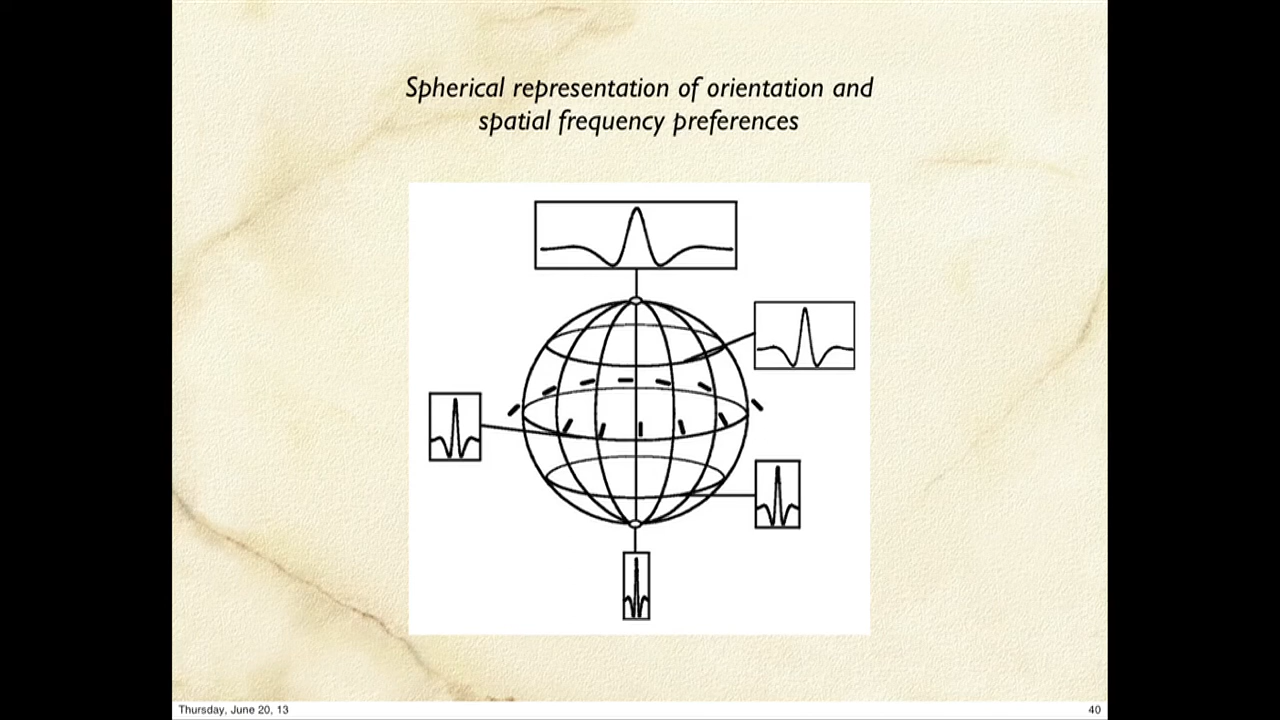 Spherical representation of orientation and
spatial frequency preferences
Thursday, June 20, 13
40